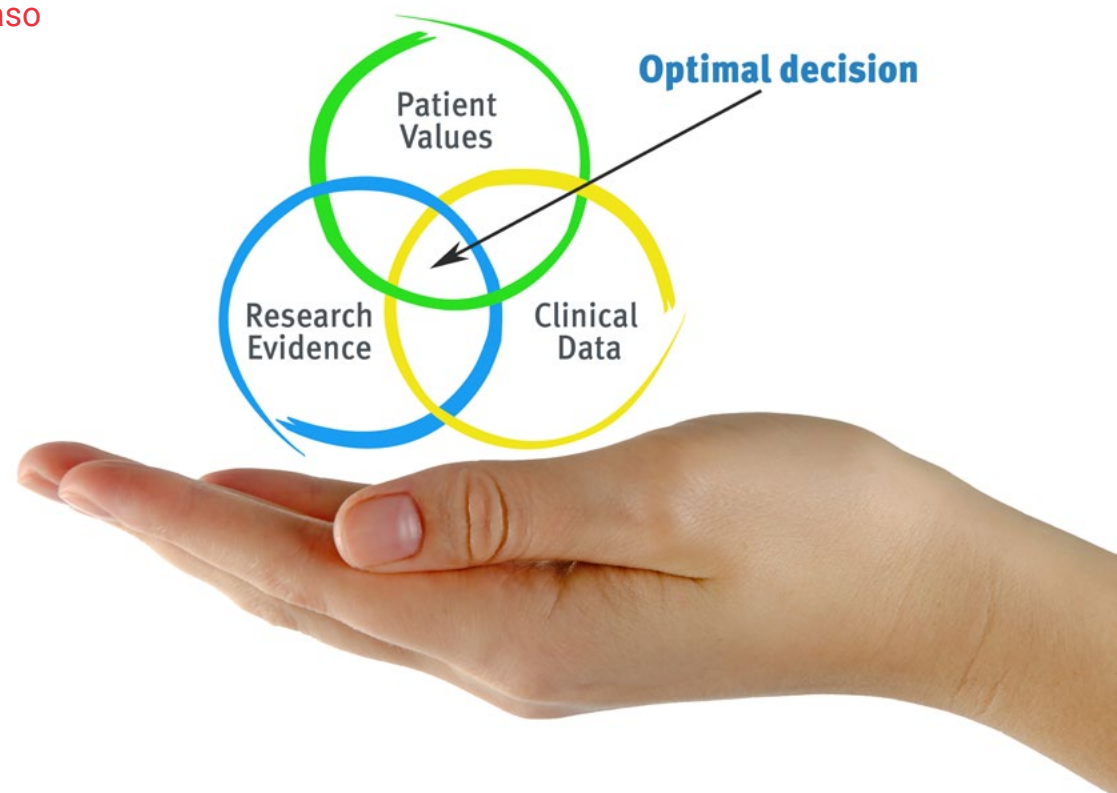 Patient
Values
Optimal decision
Research
Evidence
Clinical
Data